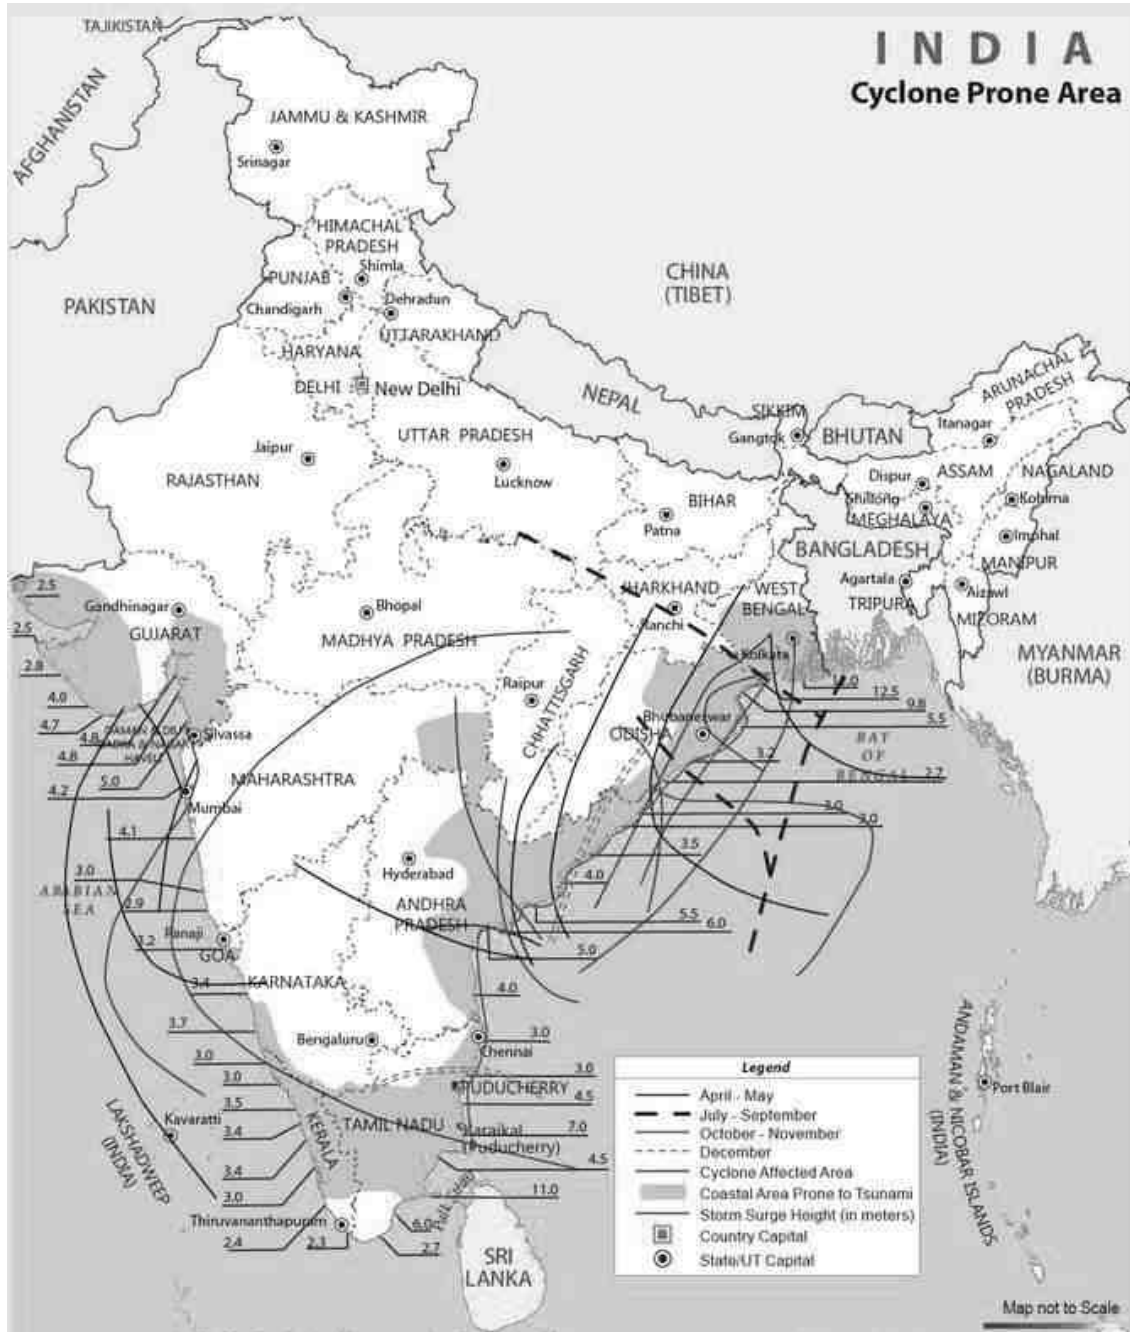 INDIA
Cyclone Prone Area
TAJIKISTAN
AFGHANISTAN
JAMMU & KASHMIR
Srinagar
HIMACHAL
PRADESH
Shimla
PUNJAB
Chandigarh
Dehradun
UTTARAKHAND
HARYANA
DELHI
New Delhi
PAKISTAN
CHINA
(TIBET)
NEPAL
SIKKIM
Gangtok
BHUTAN
ARUNACHAL
PRADESH
Itanagar
UTTAR PRADESH
Lucknow
Jaipur
RAJASTHAN
BIHAR
Patna
Dispur
ASSAM
NAGALAND
Shillong
Kohima
MEGHALAYA
Imphal
MANIPUR
BANGLADESH
Agartala
TRIPURA
Aizawl
MIZORAM
MYANMAR
(BURMA)
JHARKHAND
Ranchi
WEST
BENGAL
Kolkata
Gandhinagar
GUJARAT
Bhopal
MADHYA PRADESH
Raipur
CHHATTISGARH
Bhubaneswar
ODISHA
Silvassa
MAHARASHTRA
Mumbai
Hyderabad
ANDHRA
PRADESH
Panaji
GOA
KARNATAKA
Bengaluru
Chennai
PUDUCHERRY
TAMIL NADU
Karaikal
(Puducherry)
KERALA
Kavaratti
LAKSHADWEEP
(INDIA)
Thiruvananthapuram
Palk Strait
SRI
LANKA
ARABIAN
SEA
BAY
OF
BENGAL
ANDAMAN & NICOBAR ISLANDS
(INDIA)
Port Blair
2.5
2.5
2.8
4.0
4.7
4.8
4.8
5.0
4.2
4.1
3.0
2.9
3.2
3.4
3.7
3.0
3.0
3.5
3.4
3.4
3.0
2.4
2.3
2.7
6.0
11.0
4.5
7.0
4.5
3.0
3.0
4.0
5.0
6.0
5.5
4.0
3.5
3.0
3.0
2.7
3.2
5.5
9.8
12.5
Legend
April - May
July - September
October - November
December
Cyclone Affected Area
Coastal Area Prone to Tsunami
Storm Surge Height (in meters)
Country Capital
State/UT Capital
Map not to Scale